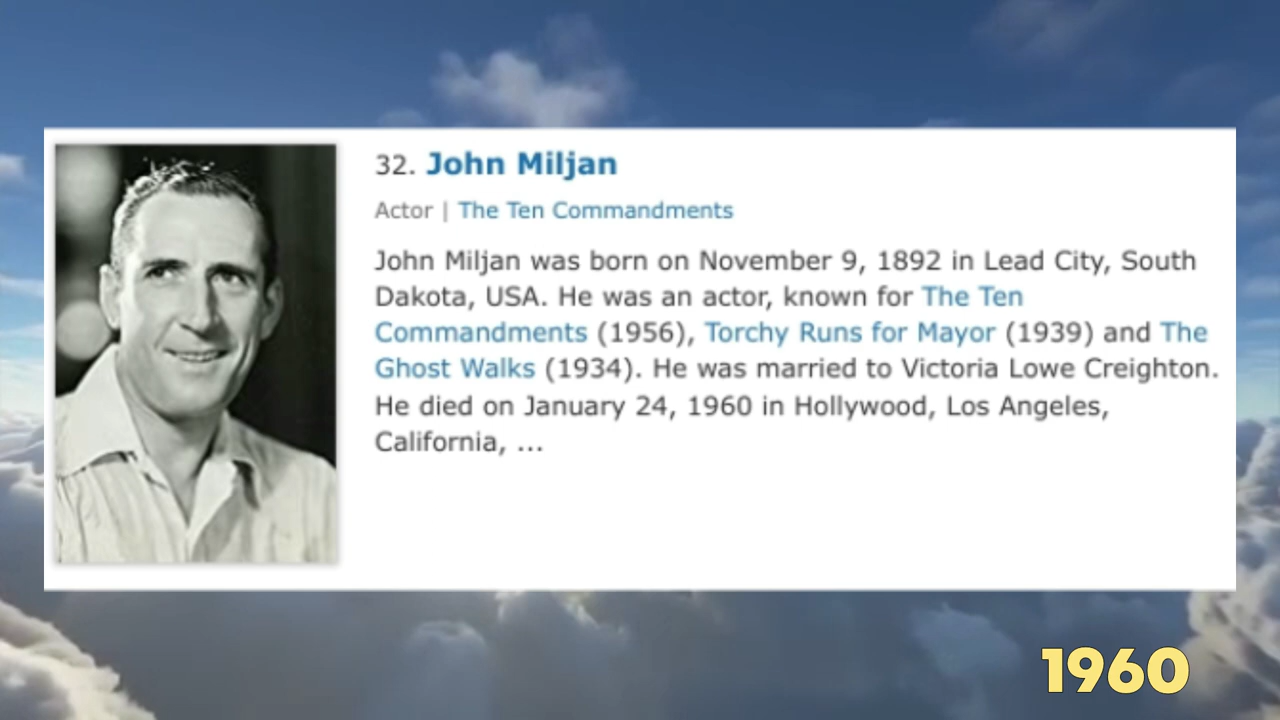 32. John Miljan
Actor | The Ten Commandments
John Miljan was born on November 9, 1892 in Lead City, South
Dakota, USA. He was an actor, known for The Ten
Commandments (1956), Torchy Runs for Mayor (1939) and The
Ghost Walks (1934). He was married to Victoria Lowe Creighton.
He died on January 24, 1960 in Hollywood, Los Angeles,
California, ...
1960